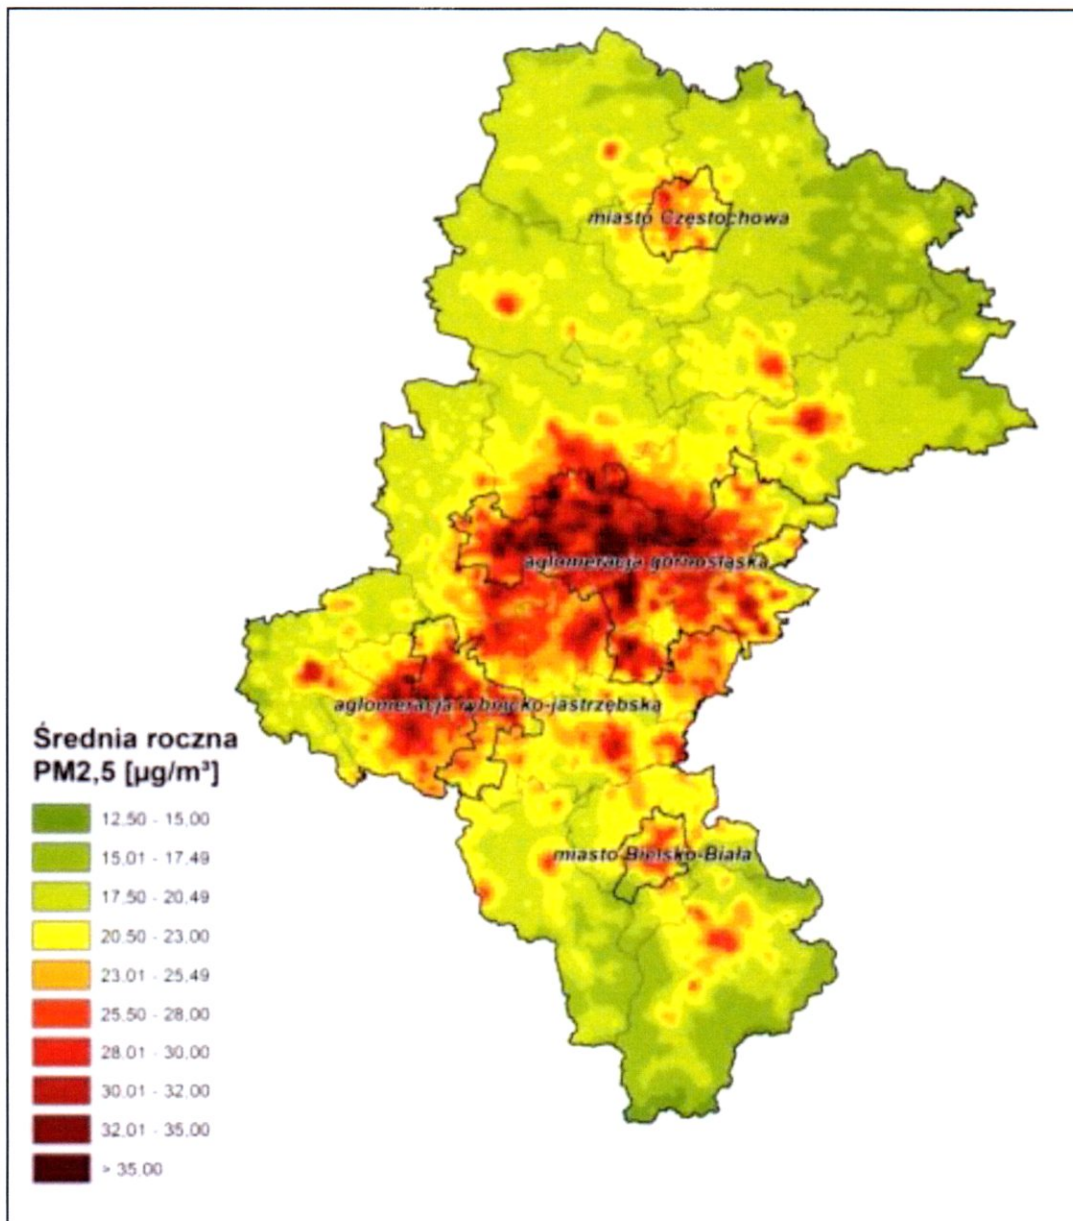 miasto Częstochowa
aglomeracja górnośląska
aglomeracja rybnicko-jastrzębska
Średnia roczna
PM2,5 [µg/m³]
12.50 - 15.00
15.01 - 17.49
17.50 - 20.49
20.50 - 23.00
23.01 - 25.49
25.50 - 28.00
28.01 - 30.00
30.01 - 32.00
32.01 - 35.00
> 35.00
miasto Bielsko-Biała